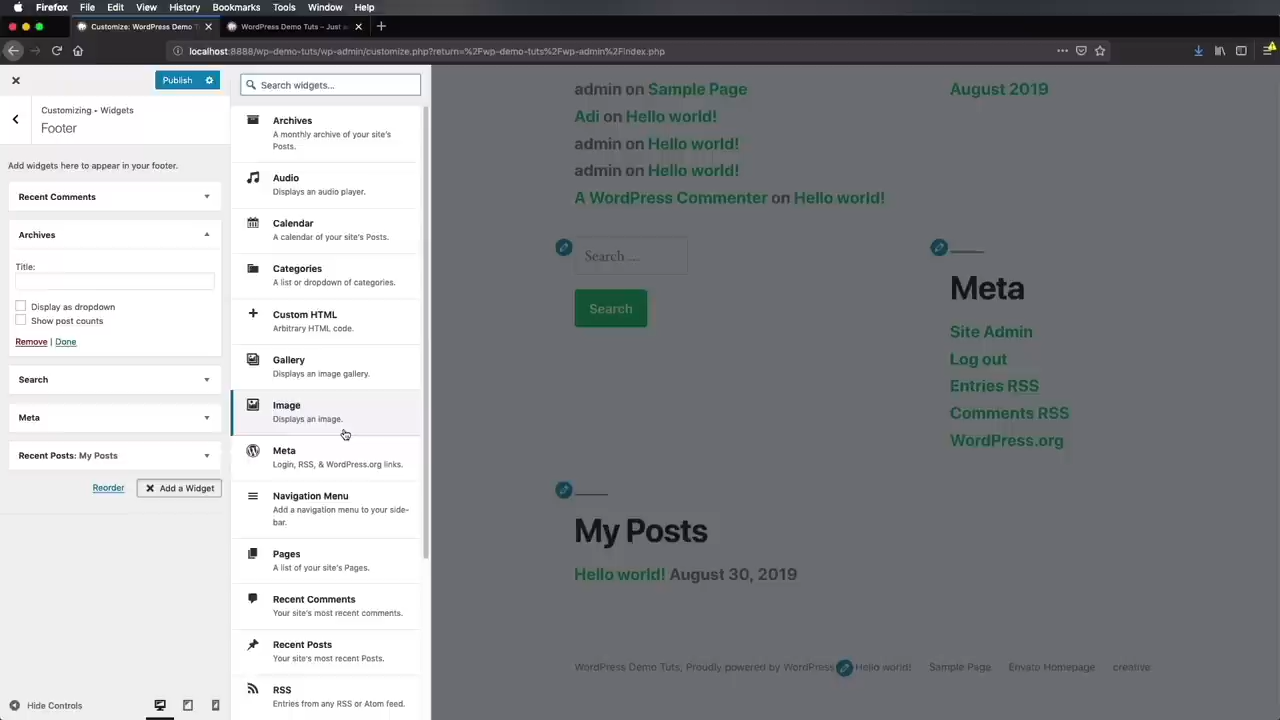 Firefox File Edit View History Bookmarks Tools Window Help
Customize: WordPress Demo T
WordPress Demo Tuts – Just a
localhost:8888/wp-demo-tuts/wp-admin/customize.php?return=%2Fwp-demo-tuts%2Fwp-admin%2Findex.php
Publish
Customizing • Widgets
Footer
Add widgets here to appear in your footer.
Recent Comments
Archives
Title:
Display as dropdown
Show post counts
Remove | Done
Search
Meta
Recent Posts: My Posts
Reorder
Add a Widget
Hide Controls
Search widgets...
Archives
A monthly archive of your site's
Posts.
Audio
Displays an audio player.
Calendar
A calendar of your site's Posts.
Categories
A list or dropdown of categories.
Custom HTML
Arbitrary HTML code.
Gallery
Displays an image gallery.
Image
Displays an image.
Meta
Login, RSS, & WordPress.org links.
Navigation Menu
Add a navigation menu to your side-
bar.
Pages
A list of your site's Pages.
Recent Comments
Your site's most recent comments.
Recent Posts
Your site's most recent Posts.
RSS
Entries from any RSS or Atom feed.
admin on Sample Page
Adi on Hello world!
admin on Hello world!
admin on Hello world!
A WordPress Commenter on Hello world!
August 2019
Search ...
Search
Meta
Site Admin
Log out
Entries RSS
Comments RSS
WordPress.org
My Posts
Hello world! August 30, 2019
WordPress Demo Tuts, Proudly powered by WordPress
Hello world! Sample Page Envato Homepage creative